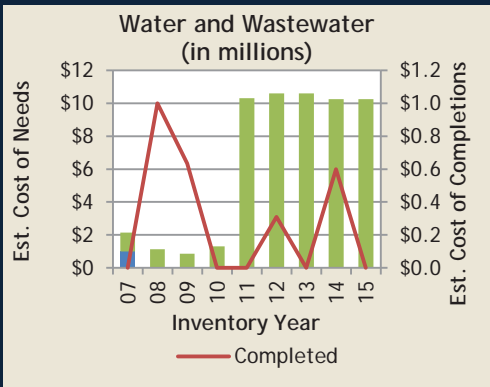 Water and Wastewater
(in millions)
Est. Cost of Needs
$12
$10
$8
$6
$4
$2
$0
$1.2
$1.0
$0.8
$0.6
$0.4
$0.2
$0.0
Est. Cost of Completions
07 08 09 10 11 12 13 14 15
Inventory Year
Completed